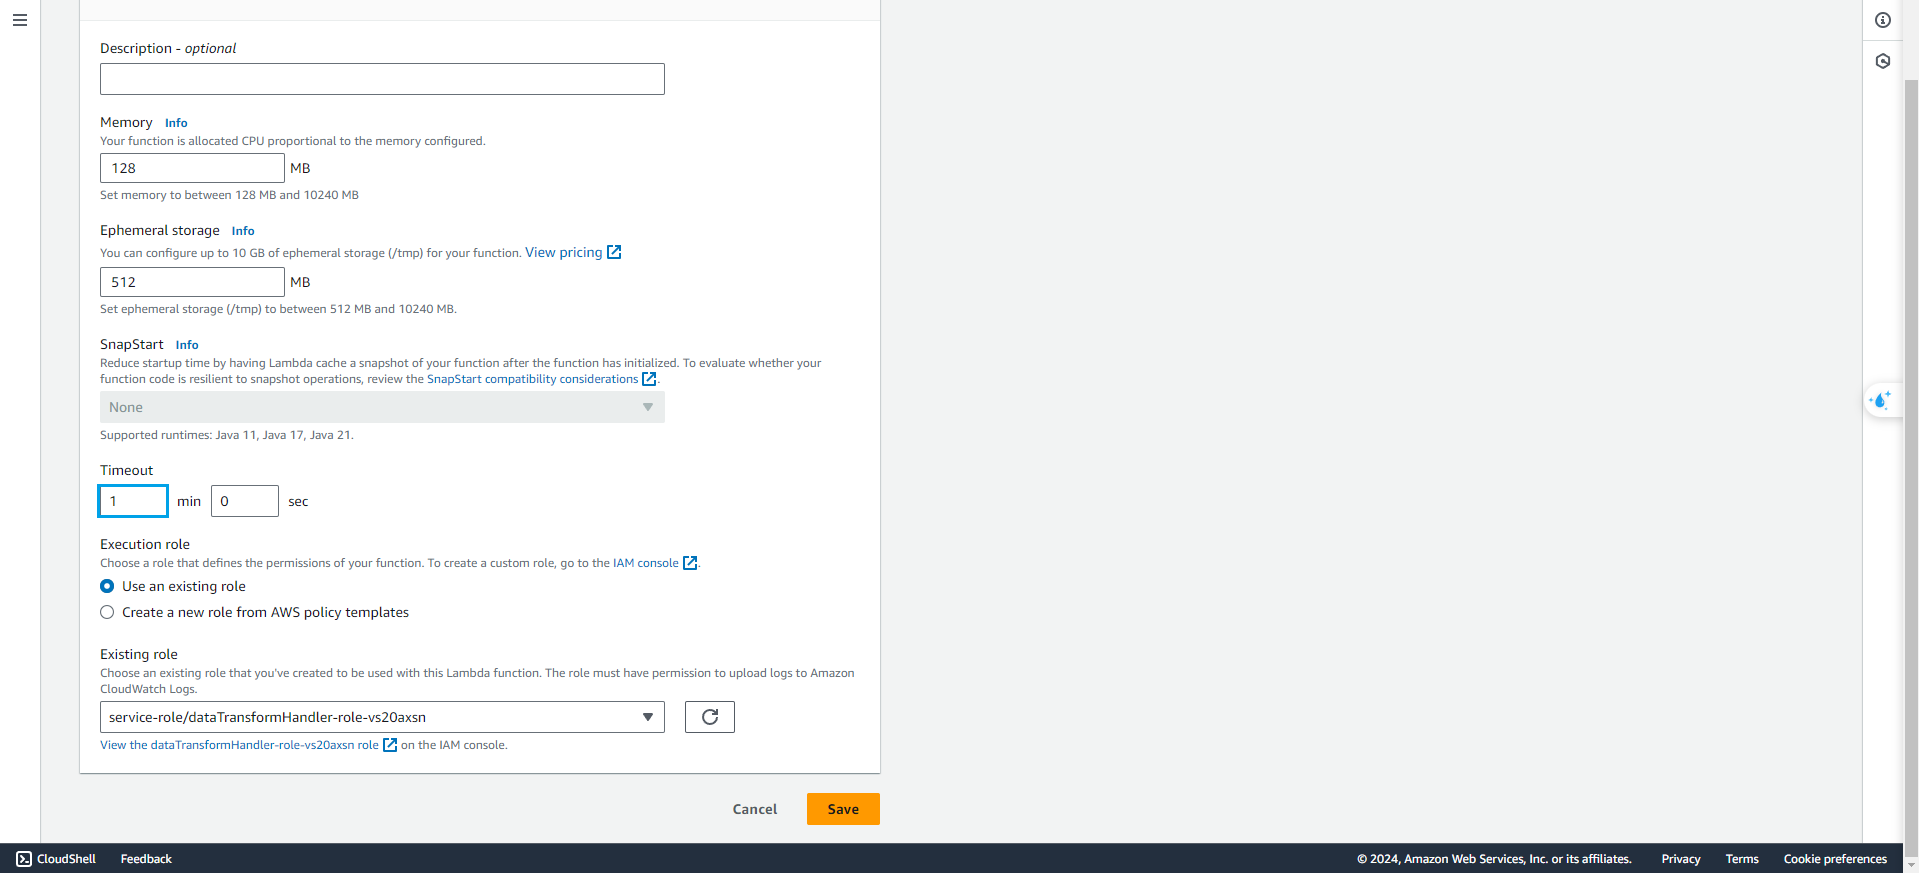 Description - optional
Memory Info
Your function is allocated CPU proportional to the memory configured.
128 MB
Set memory to between 128 MB and 10240 MB
Ephemeral storage Info
You can configure up to 10 GB of ephemeral storage (/tmp) for your function. View pricing
512 MB
Set ephemeral storage (/tmp) to between 512 MB and 10240 MB.
SnapStart Info
Reduce startup time by having Lambda cache a snapshot of your function after the function has initialized. To evaluate whether your
function code is resilient to snapshot operations, review the SnapStart compatibility considerations.
None
Supported runtimes: Java 11, Java 17, Java 21.
Timeout
1 min 0 sec
Execution role
Choose a role that defines the permissions of your function. To create a custom role, go to the IAM console.
Use an existing role
Create a new role from AWS policy templates
Existing role
Choose an existing role that you've created to be used with this Lambda function. The role must have permission to upload logs to Amazon
CloudWatch Logs.
service-role/dataTransformHandler-role-vs20axsn
View the dataTransformHandler-role-vs20axsn role on the IAM console.
Cancel Save
CloudShell Feedback © 2024, Amazon Web Services, Inc. or its affiliates. Privacy Terms Cookie preferences